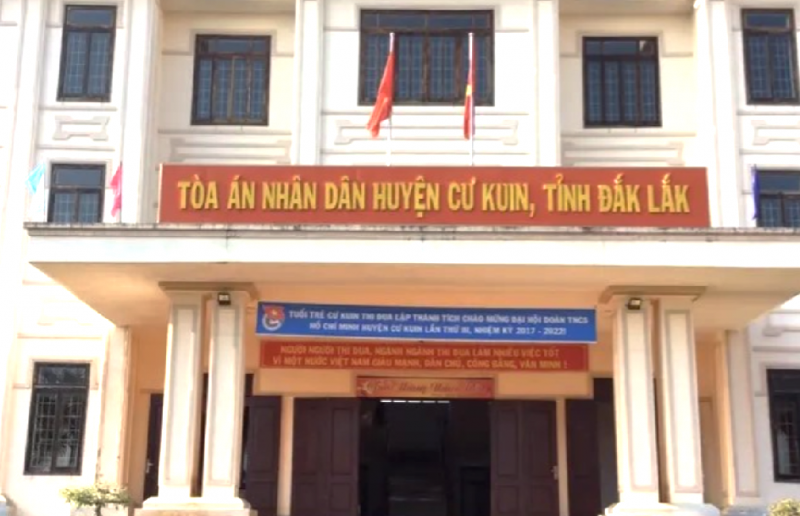 TÒA ÁN NHÂN DÂN HUYỆN CƯ KUIN, TỈNH ĐẮK LẮK
TUỔI TRẺ CƯ KUIN THI ĐUA LẬP THÀNH TÍCH CHÀO MỪNG ĐẠI HỘI ĐOÀN TNCS
HỒ CHÍ MINH HUYỆN CƯ KUIN LẦN THỨ III, NHIỆM KỲ 2017 - 2022!
NGƯỜI NGƯỜI THI ĐUA, NGÀNH NGÀNH THI ĐUA LÀM NHIỀU VIỆC TỐT
VÌ MỘT NƯỚC VIỆT NAM GIÀU MẠNH, DÂN CHỦ, CÔNG BẰNG, VĂN MINH !